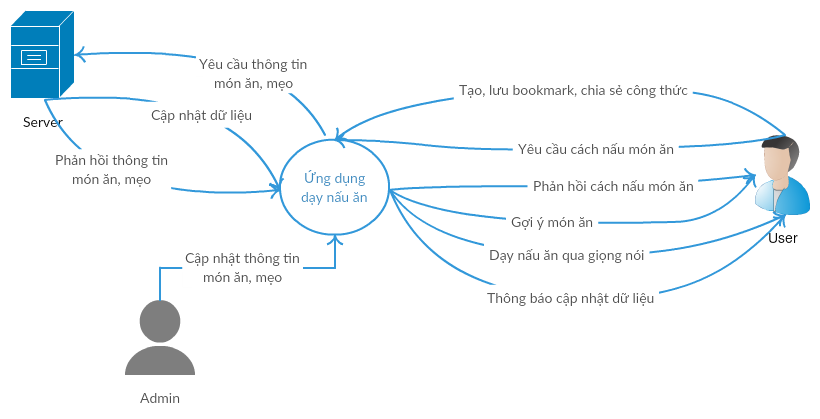 Yêu cầu thông tin
món ăn, mẹo
Tạo, lưu bookmark, chia sẻ công thức
Server
Cập nhật dữ liệu
Yêu cầu cách nấu món ăn
Phản hồi thông tin
món ăn, mẹo
Ứng dụng
dạy nấu ăn
Phản hồi cách nấu món ăn
Gợi ý món ăn
User
Dạy nấu ăn qua giọng nói
Cập nhật thông tin
món ăn, mẹo
Thông báo cập nhật dữ liệu
Admin